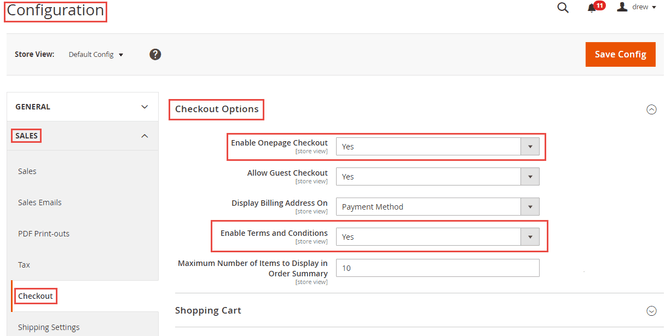 Configuration
11
drew
Store View: Default Config
?
Save Config
GENERAL
SALES
Sales
Sales Emails
PDF Print-outs
Tax
Checkout
Shipping Settings
Checkout Options
Enable Onepage Checkout
[store view]
Yes
Allow Guest Checkout
[store view]
Yes
Display Billing Address On
[store view]
Payment Method
Enable Terms and Conditions
[store view]
Yes
Maximum Number of Items to Display in
Order Summary
[store view]
10
Shopping Cart